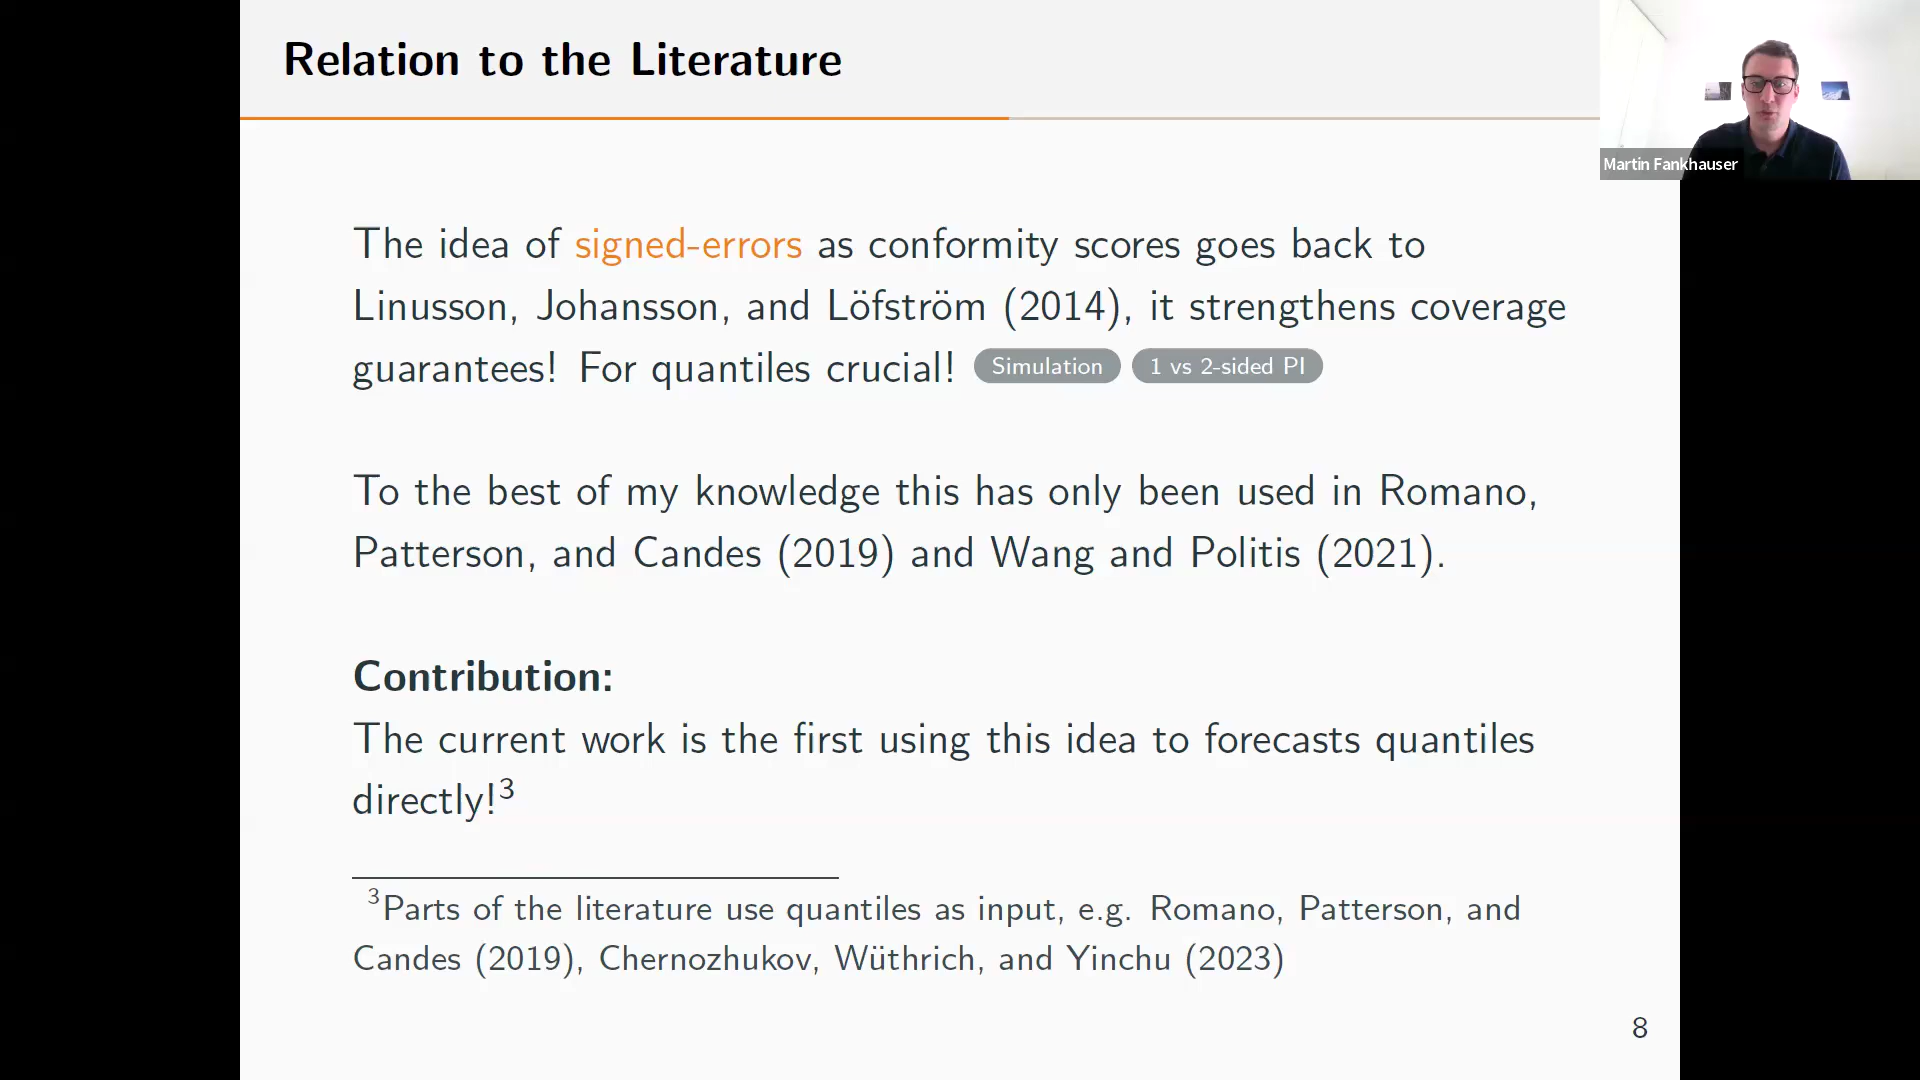 Relation to the Literature
Martin Fankhauser
The idea of signed-errors as conformity scores goes back to
Linusson, Johansson, and Löfström (2014), it strengthens coverage
guarantees! For quantiles crucial! Simulation 1 vs 2-sided PI
To the best of my knowledge this has only been used in Romano,
Patterson, and Candes (2019) and Wang and Politis (2021).
Contribution:
The current work is the first using this idea to forecasts quantiles
directly!³
³Parts of the literature use quantiles as input, e.g. Romano, Patterson, and
Candes (2019), Chernozhukov, Wüthrich, and Yinchu (2023)
8